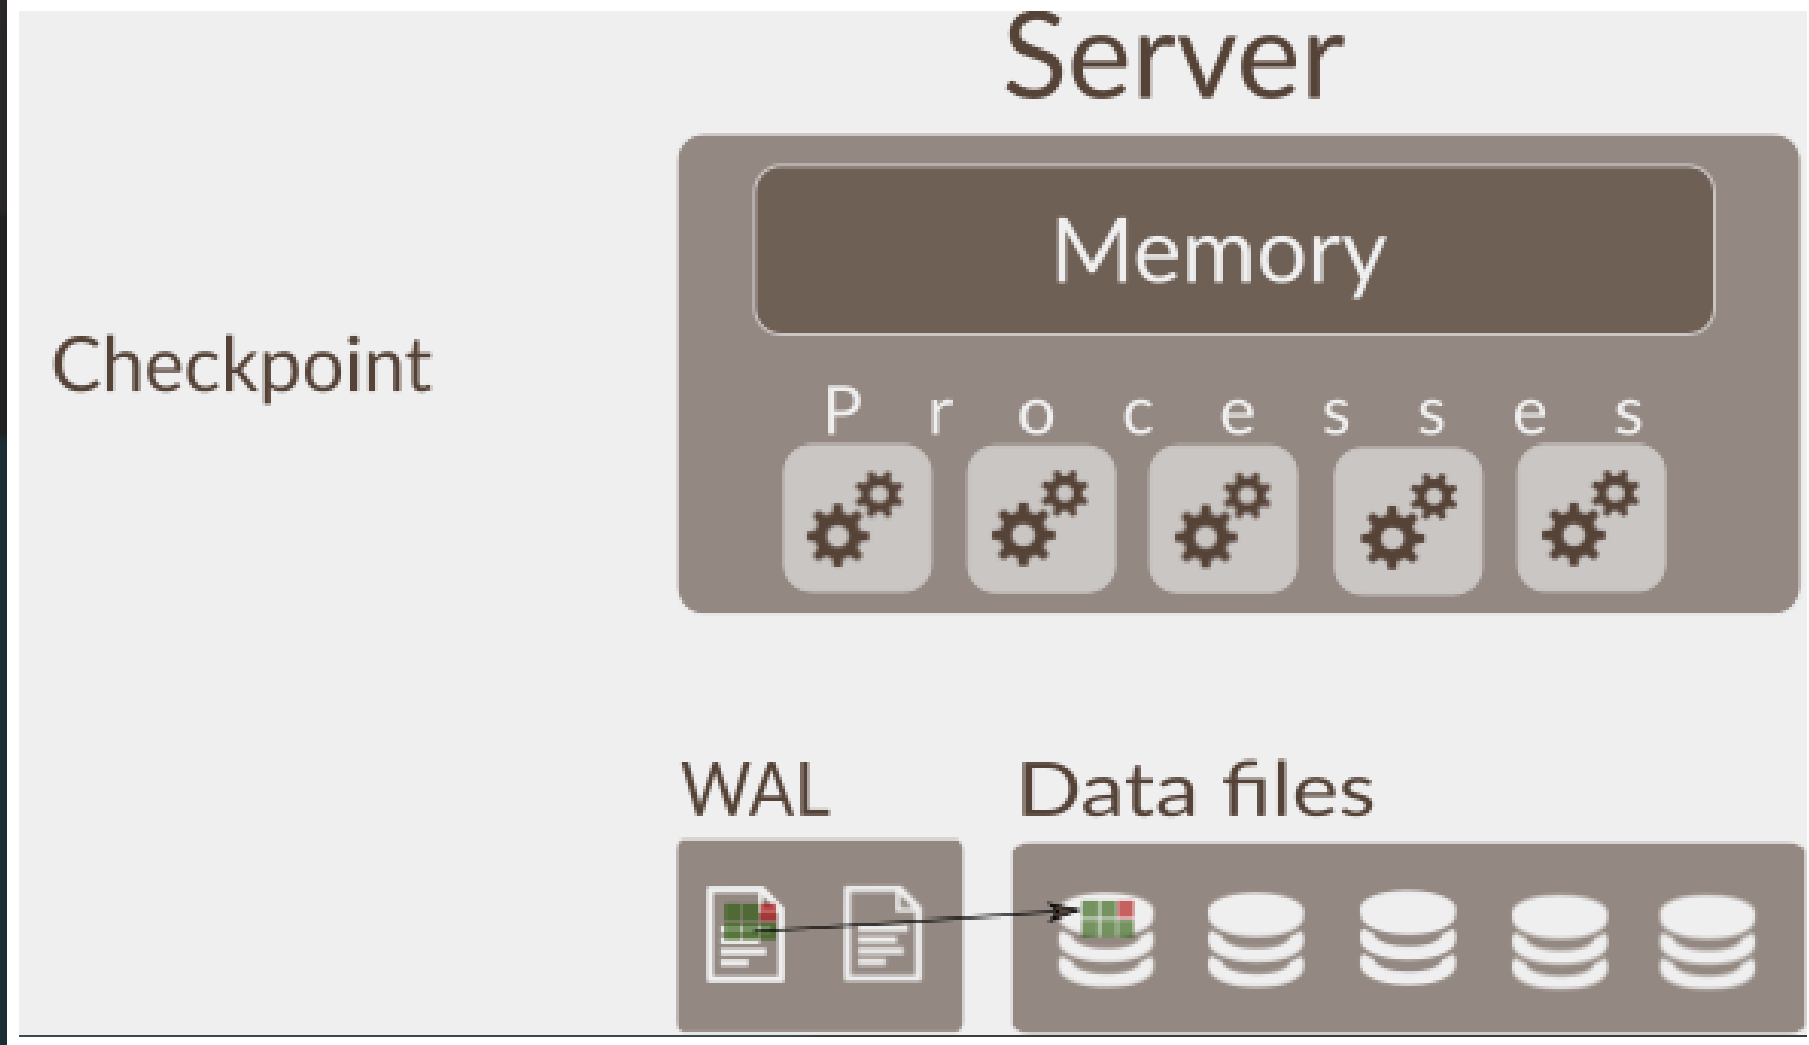 Server
Memory
Checkpoint
Processes
WAL
Data files